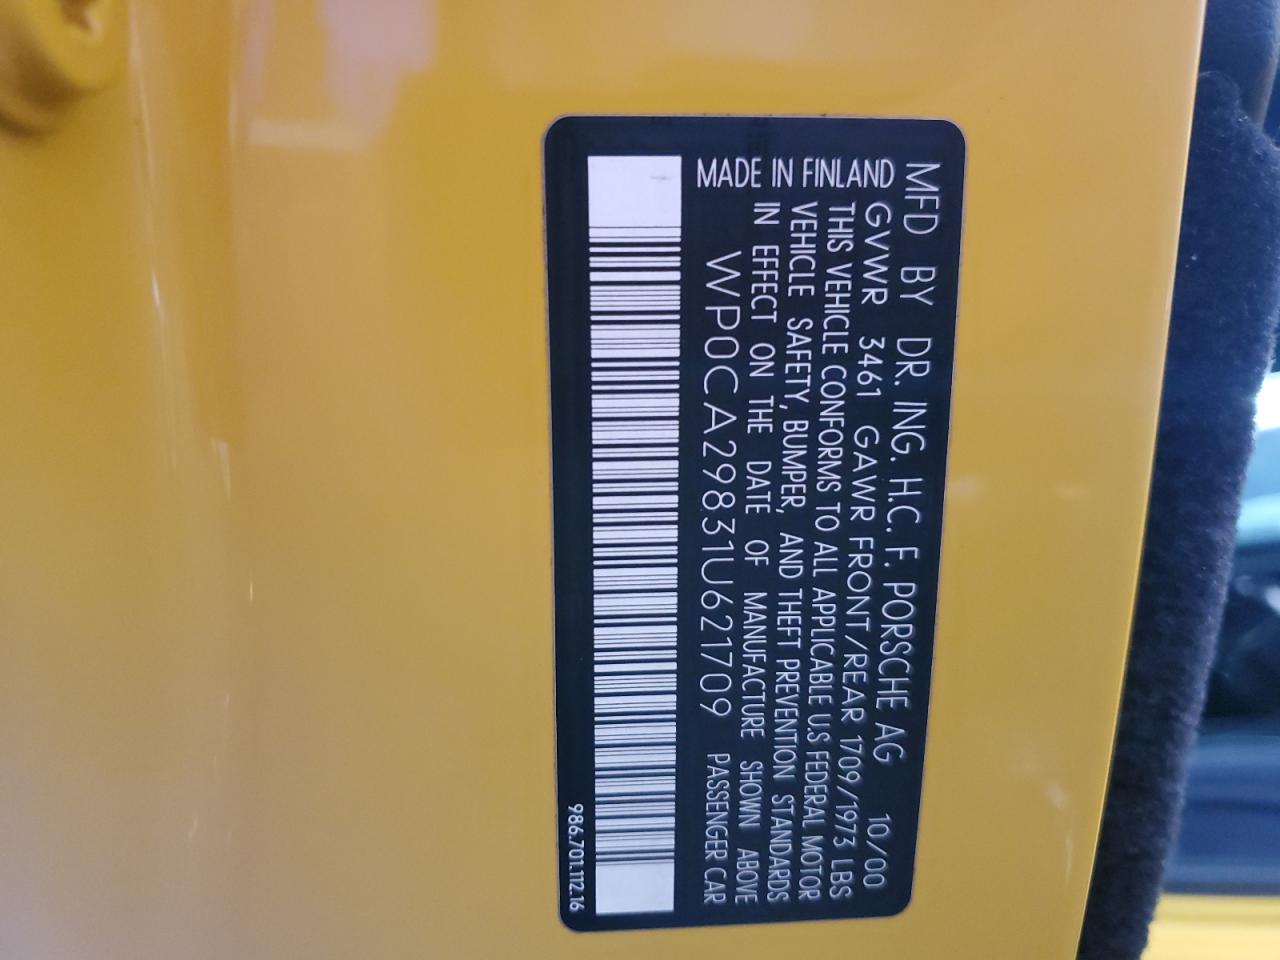 MFD BY DR. ING. H.C. F. PORSCHE AG 10/00
GVWR 3461 GAWR FRONT/REAR 1709/1973 LBS
THIS VEHICLE CONFORMS TO ALL APPLICABLE U.S FEDERAL MOTOR
VEHICLE SAFETY, BUMPER, AND THEFT PREVENTION STANDARDS
IN EFFECT ON THE DATE OF MANUFACTURE SHOWN ABOVE
MADE IN FINLAND
WP0CA29831U621709 PASSENGER CAR
986.701.112.16